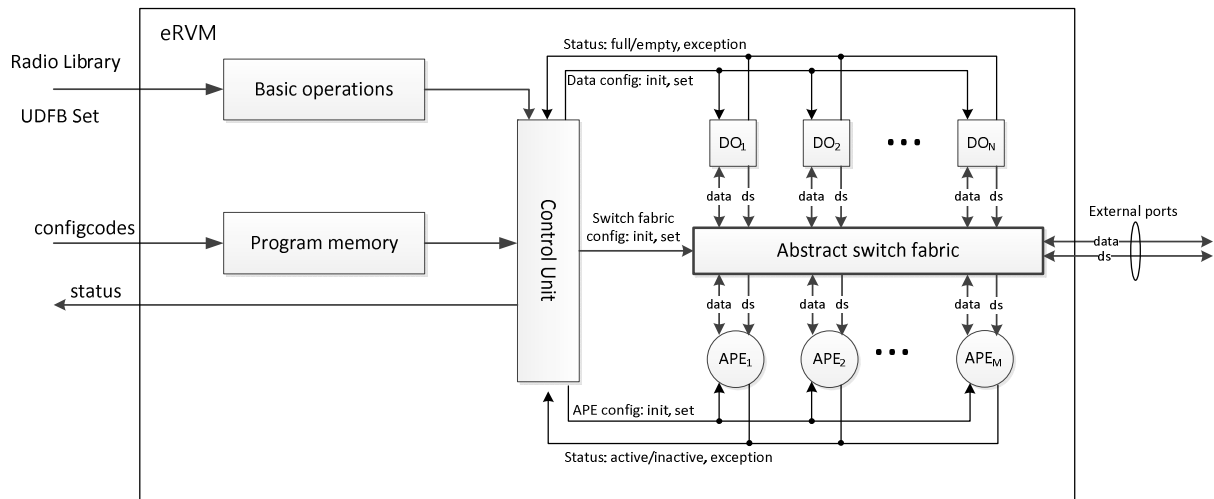 eRVM
Status: full/empty, exception
Radio Library
Basic operations
Data config: init, set
UDFB Set
DO1
DO2
...
DON
data
ds
data
ds
data
ds
configcodes
Program memory
Control Unit
Switch fabric
config: init, set
Abstract switch fabric
External ports
data
ds
status
data
ds
data
ds
data
ds
APE1
APE2
...
APEM
APE config: init, set
Status: active/inactive, exception